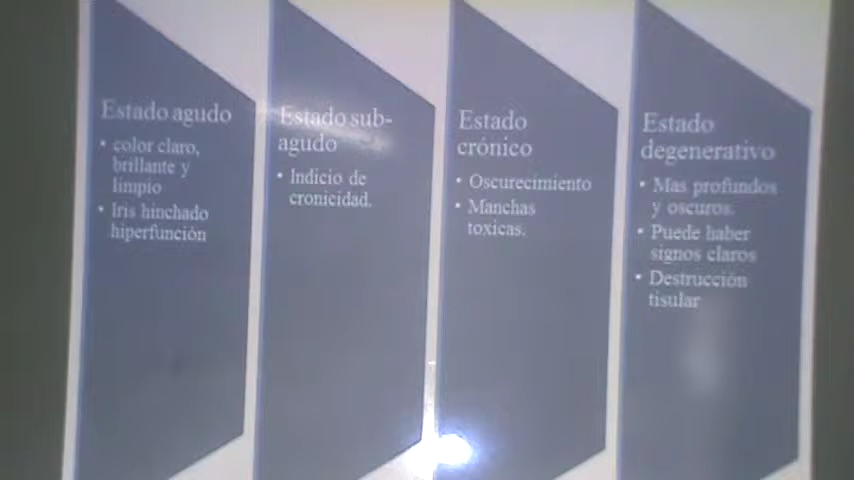 Estado agudo
• color claro,
brillante y
limpio
• Iris hinchado
hiperfunción
Estado sub-
agudo
• Indicio de
cronicidad.
Estado
crónico
• Oscurecimiento
• Manchas
toxicas.
Estado
degenerativo
• Mas profundos
y oscuros.
• Puede haber
signos claros
• Destrucción
tisular